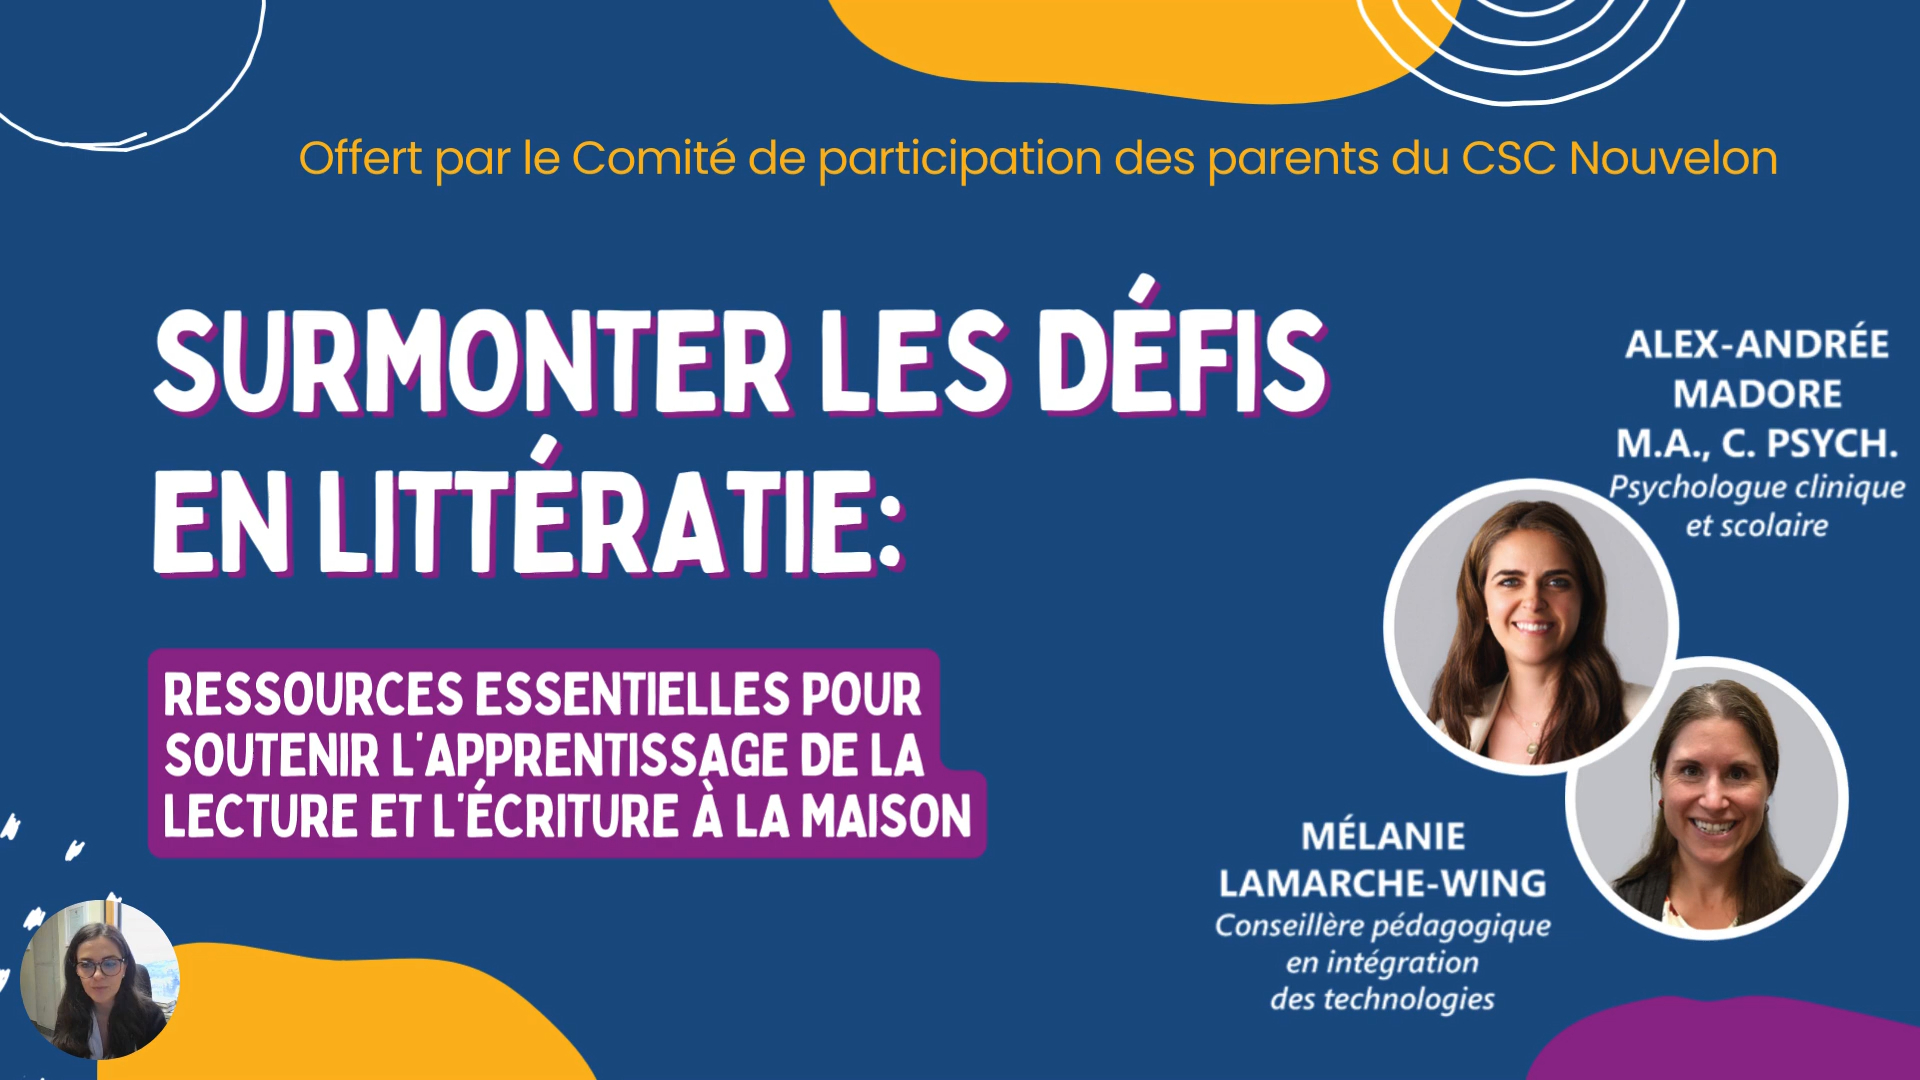 Offert par le Comité de participation des parents du CSC Nouvelon
SURMONTER LES DÉFIS
EN LITTÉRATIE:
RESSOURCES ESSENTIELLES POUR
SOUTENIR L'APPRENTISSAGE DE LA
LECTURE ET L'ÉCRITURE À LA MAISON
ALEX-ANDRÉE
MADORE
M.A., C. PSYCH.
Psychologue clinique
et scolaire
MÉLANIE
LAMARCHE-WING
Conseillère pédagogique
en intégration
des technologies